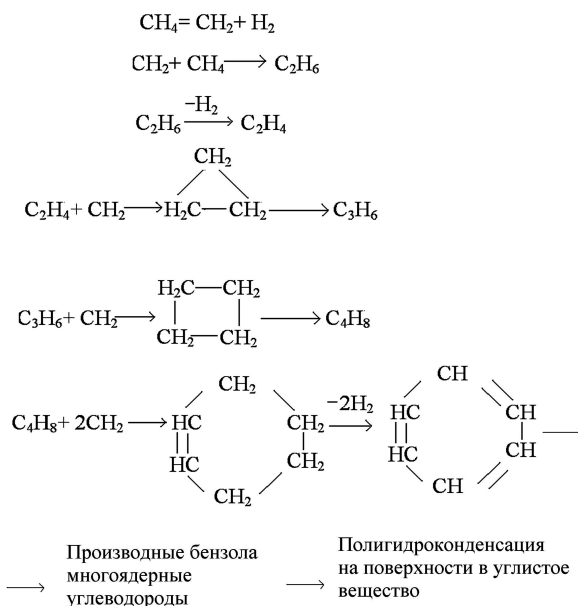 CH₄= CH₂+ H₂
CH₂+ CH₄ ⟶ C₂H₆
−H₂
C₂H₆ ⟶ C₂H₄
CH₂
C₂H₄ + CH₂ ⟶ H₂C — CH₂ ⟶ C₃H₆
H₂C — CH₂
C₃H₆ + CH₂ ⟶ ⟶ C₄H₈
CH₂ — CH₂
CH₂ CH
C₄H₈ + 2CH₂ ⟶ HC CH₂ −2H₂ ⟶ HC CH
HC CH₂ HC CH
CH₂ CH
Производные бензола
многоядерные
углеводороды
Полигидроконденсация
на поверхности в углистое
вещество